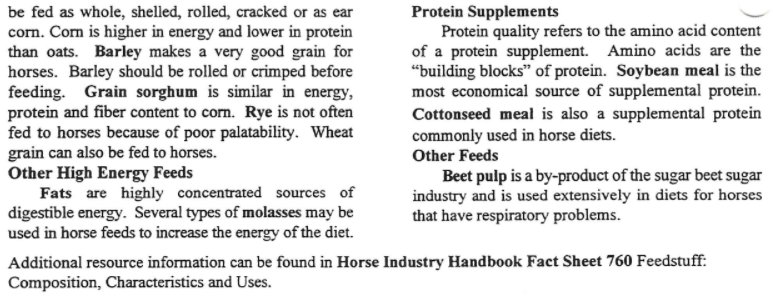 be fed as whole, shelled, rolled, cracked or as ear
corn. Corn is higher in energy and lower in protein
than oats. Barley makes a very good grain for
horses. Barley should be rolled or crimped before
feeding. Grain sorghum is similar in energy,
protein and fiber content to corn. Rye is not often
fed to horses because of poor palatability. Wheat
grain can also be fed to horses.
Other High Energy Feeds
Fats are highly concentrated sources of
digestible energy. Several types of molasses may be
used in horse feeds to increase the energy of the diet.
Protein Supplements
Protein quality refers to the amino acid content
of a protein supplement. Amino acids are the
“building blocks” of protein. Soybean meal is the
most economical source of supplemental protein.
Cottonseed meal is also a supplemental protein
commonly used in horse diets.
Other Feeds
Beet pulp is a by-product of the sugar beet sugar
industry and is used extensively in diets for horses
that have respiratory problems.
Additional resource information can be found in Horse Industry Handbook Fact Sheet 760 Feedstuff:
Composition, Characteristics and Uses.